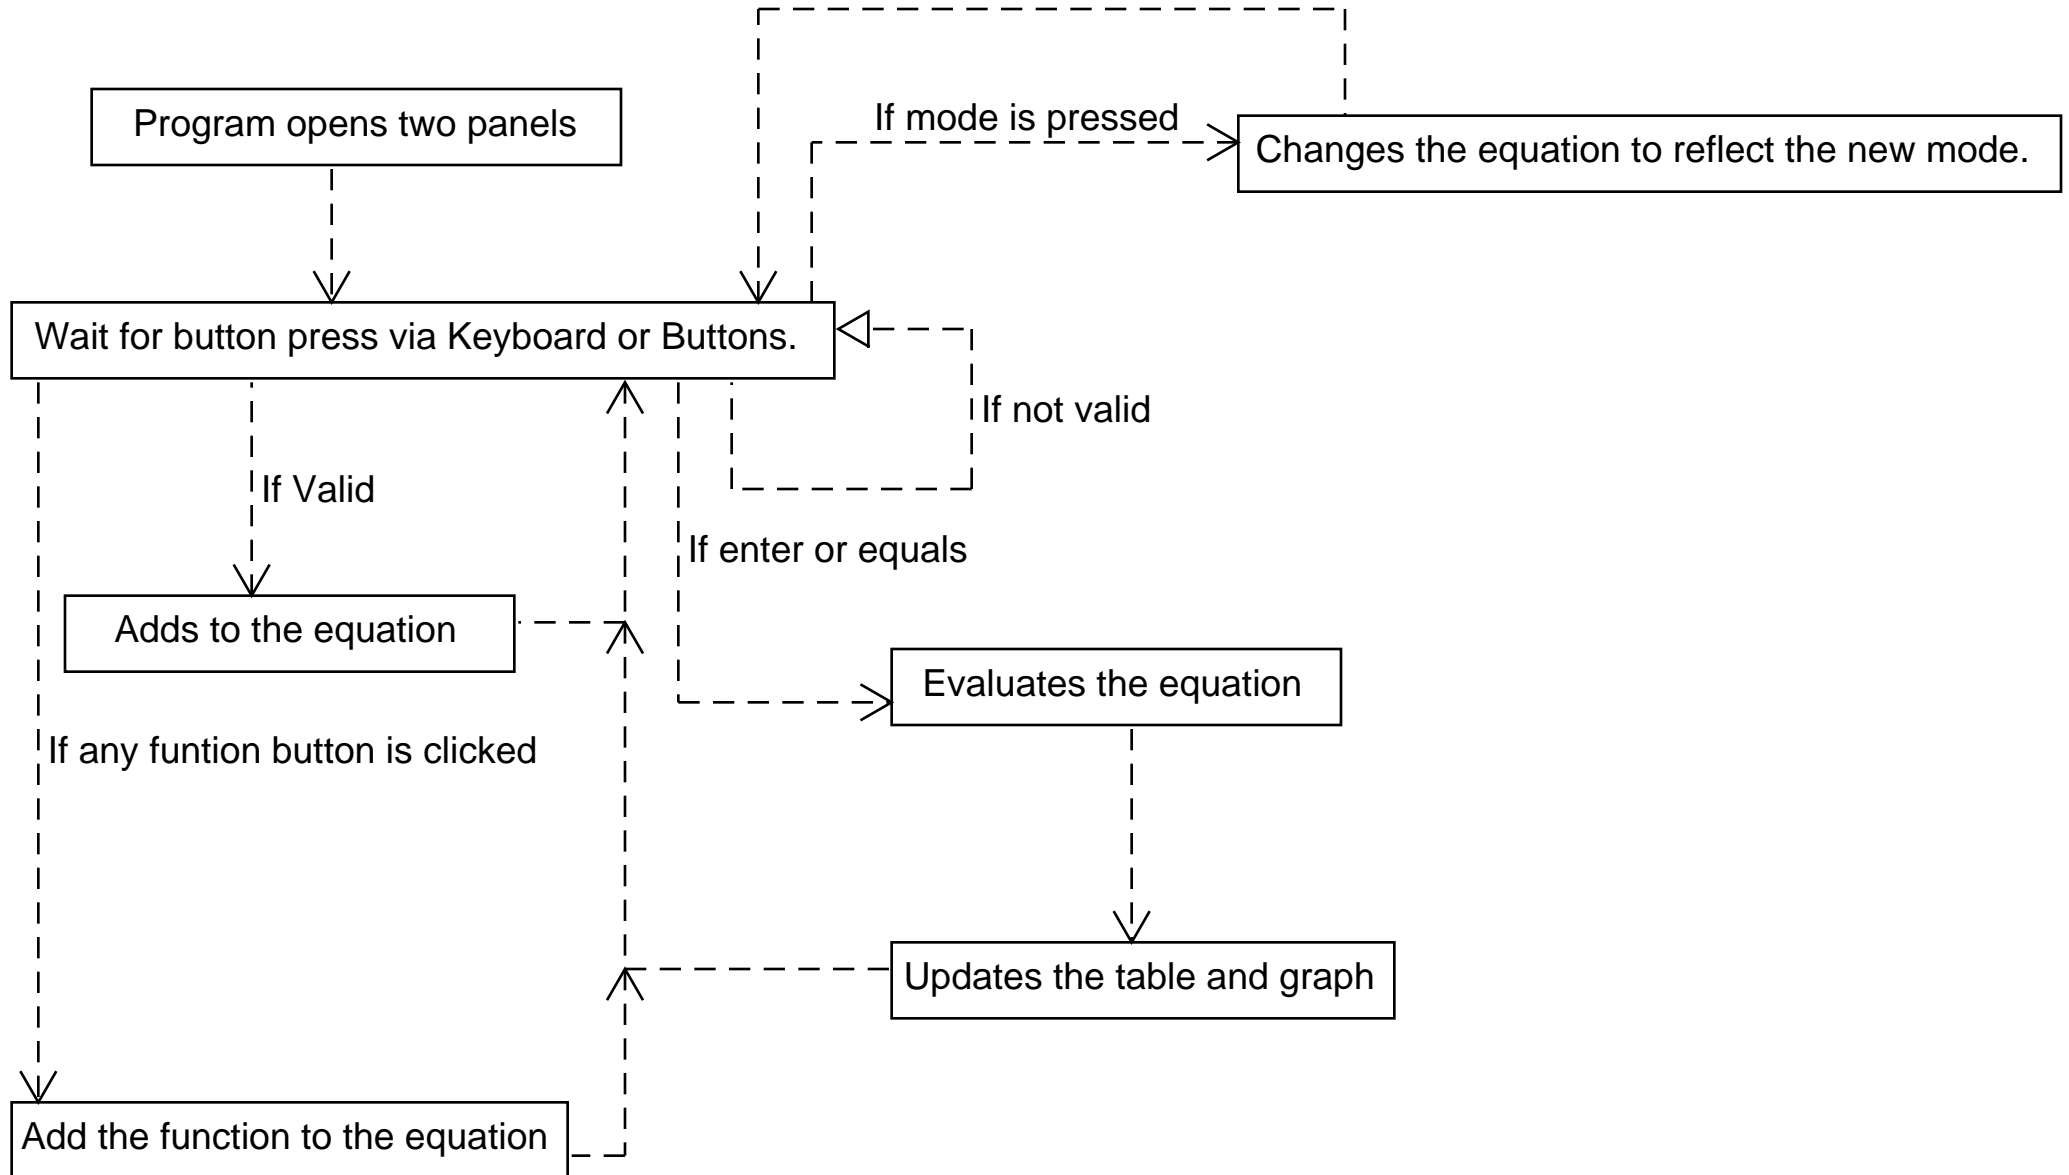 Program opens two panels
If mode is pressed
Changes the equation to reflect the new mode.
Wait for button press via Keyboard or Buttons.
If not valid
If Valid
If enter or equals
Adds to the equation
Evaluates the equation
If any funtion button is clicked
Updates the table and graph
Add the function to the equation